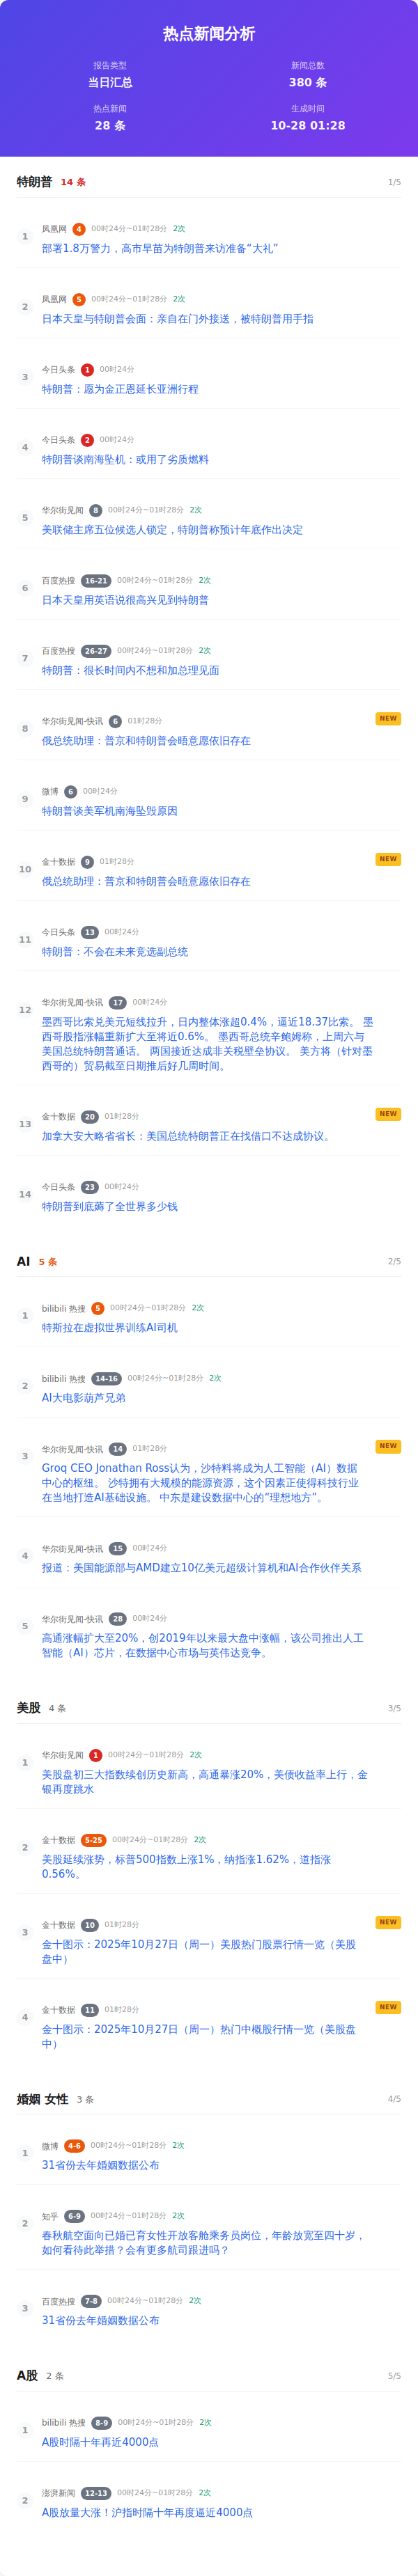 热点新闻分析
报告类型
当日汇总
新闻总数
380 条
热点新闻
28 条
生成时间
10-28 01:28
特朗普 14 条 1/5
1 凤凰网 4 00时24分~01时28分 2次
部署1.8万警力，高市早苗为特朗普来访准备“大礼”
2 凤凰网 5 00时24分~01时28分 2次
日本天皇与特朗普会面：亲自在门外接送，被特朗普用手指
3 今日头条 1 00时24分
特朗普：愿为金正恩延长亚洲行程
4 今日头条 2 00时24分
特朗普谈南海坠机：或用了劣质燃料
5 华尔街见闻 8 00时24分~01时28分 2次
美联储主席五位候选人锁定，特朗普称预计年底作出决定
6 百度热搜 16-21 00时24分~01时28分 2次
日本天皇用英语说很高兴见到特朗普
7 百度热搜 26-27 00时24分~01时28分 2次
特朗普：很长时间内不想和加总理见面
8 华尔街见闻-快讯 6 01时28分 NEW
俄总统助理：普京和特朗普会晤意愿依旧存在
9 微博 6 00时24分
特朗普谈美军机南海坠毁原因
10 金十数据 9 01时28分 NEW
俄总统助理：普京和特朗普会晤意愿依旧存在
11 今日头条 13 00时24分
特朗普：不会在未来竞选副总统
12 华尔街见闻-快讯 17 00时24分
墨西哥比索兑美元短线拉升，日内整体涨超0.4%，逼近18.37比索。 墨
西哥股指涨幅重新扩大至将近0.6%。 墨西哥总统辛鲍姆称，上周六与
美国总统特朗普通话。 两国接近达成非关税壁垒协议。 美方将（针对墨
西哥的）贸易截至日期推后好几周时间。
13 金十数据 20 01时28分 NEW
加拿大安大略省省长：美国总统特朗普正在找借口不达成协议。
14 今日头条 23 00时24分
特朗普到底薅了全世界多少钱
AI 5 条 2/5
1 bilibili 热搜 5 00时24分~01时28分 2次
特斯拉在虚拟世界训练AI司机
2 bilibili 热搜 14-16 00时24分~01时28分 2次
AI大电影葫芦兄弟
3 华尔街见闻-快讯 14 01时28分 NEW
Groq CEO Jonathan Ross认为，沙特料将成为人工智能（AI）数据
中心的枢纽。 沙特拥有大规模的能源资源，这个因素正使得科技行业
在当地打造AI基础设施。 中东是建设数据中心的“理想地方”。
4 华尔街见闻-快讯 15 00时24分
报道：美国能源部与AMD建立10亿美元超级计算机和AI合作伙伴关系
5 华尔街见闻-快讯 28 00时24分
高通涨幅扩大至20%，创2019年以来最大盘中涨幅，该公司推出人工
智能（AI）芯片，在数据中心市场与英伟达竞争。
美股 4 条 3/5
1 华尔街见闻 1 00时24分~01时28分 2次
美股盘初三大指数续创历史新高，高通暴涨20%，美债收益率上行，金
银再度跳水
2 金十数据 5-25 00时24分~01时28分 2次
美股延续涨势，标普500指数上涨1%，纳指涨1.62%，道指涨
0.56%。
3 金十数据 10 01时28分 NEW
金十图示：2025年10月27日（周一）美股热门股票行情一览（美股
盘中）
4 金十数据 11 01时28分 NEW
金十图示：2025年10月27日（周一）热门中概股行情一览（美股盘
中）
婚姻 女性 3 条 4/5
1 微博 4-6 00时24分~01时28分 2次
31省份去年婚姻数据公布
2 知乎 6-9 00时24分~01时28分 2次
春秋航空面向已婚已育女性开放客舱乘务员岗位，年龄放宽至四十岁，
如何看待此举措？会有更多航司跟进吗？
3 百度热搜 7-8 00时24分~01时28分 2次
31省份去年婚姻数据公布
A股 2 条 5/5
1 bilibili 热搜 8-9 00时24分~01时28分 2次
A股时隔十年再近4000点
2 澎湃新闻 12-13 00时24分~01时28分 2次
A股放量大涨！沪指时隔十年再度逼近4000点